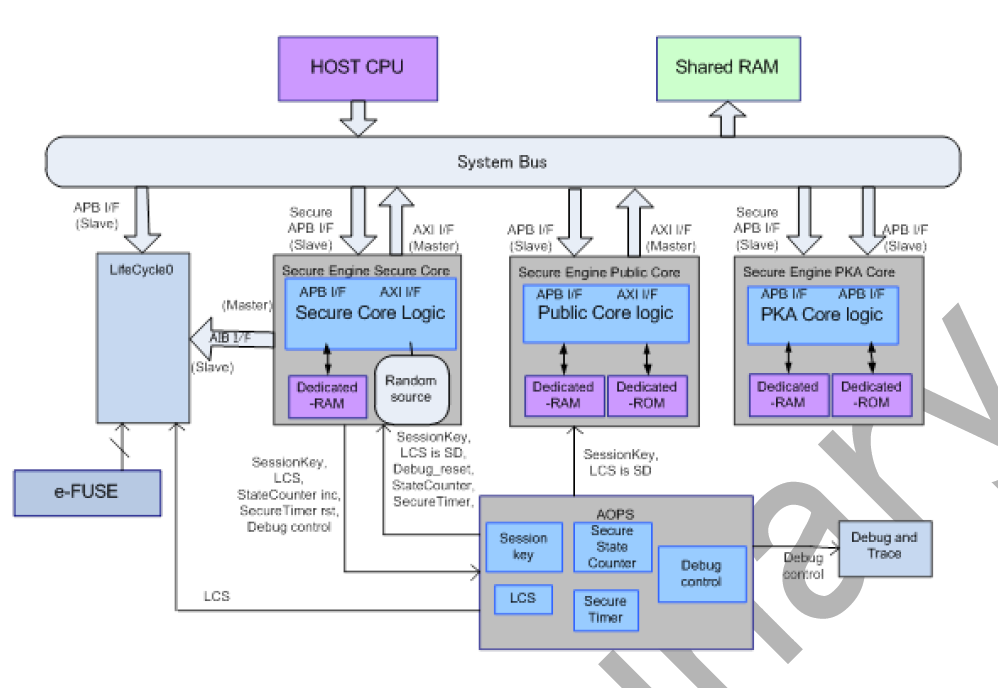 HOST CPU
Shared RAM
System Bus
APB I/F
(Slave)
Secure
APB I/F
(Slave)
AXI I/F
(Master)
APB I/F
(Slave)
AXI I/F
(Master)
Secure
APB I/F
(Slave)
APB I/F
(Slave)
LifeCycle0
Secure Engine Secure Core
APB I/F
AXI I/F
Secure Core Logic
Dedicated
-RAM
Random
source
Secure Engine Public Core
APB I/F
AXI I/F
Public Core logic
Dedicated
-RAM
Dedicated
-ROM
Secure Engine PKA Core
APB I/F
APB I/F
PKA Core logic
Dedicated
-RAM
Dedicated
-ROM
(Master)
AIB I/F
(Slave)
e-FUSE
SessionKey,
LCS,
StateCounter inc,
SecureTimer rst,
Debug control
SessionKey,
LCS is SD,
Debug_reset,
StateCounter,
SecureTimer,
SessionKey,
LCS is SD
LCS
AOPS
Session
key
Secure
State
Counter
Debug
control
LCS
Secure
Timer
Debug
control
Debug and
Trace